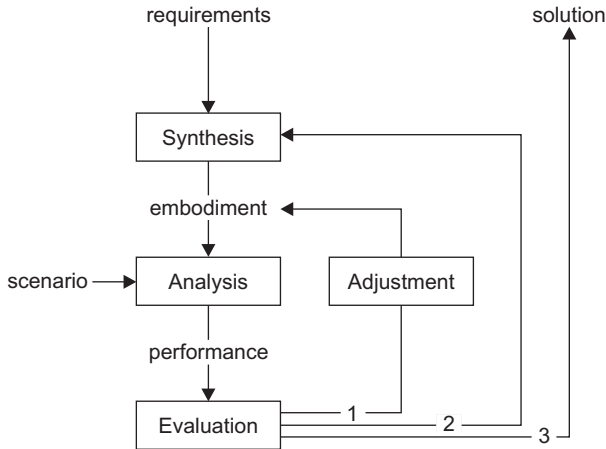 requirements
solution
Synthesis
embodiment
scenario
Analysis
Adjustment
performance
Evaluation
1
2
3